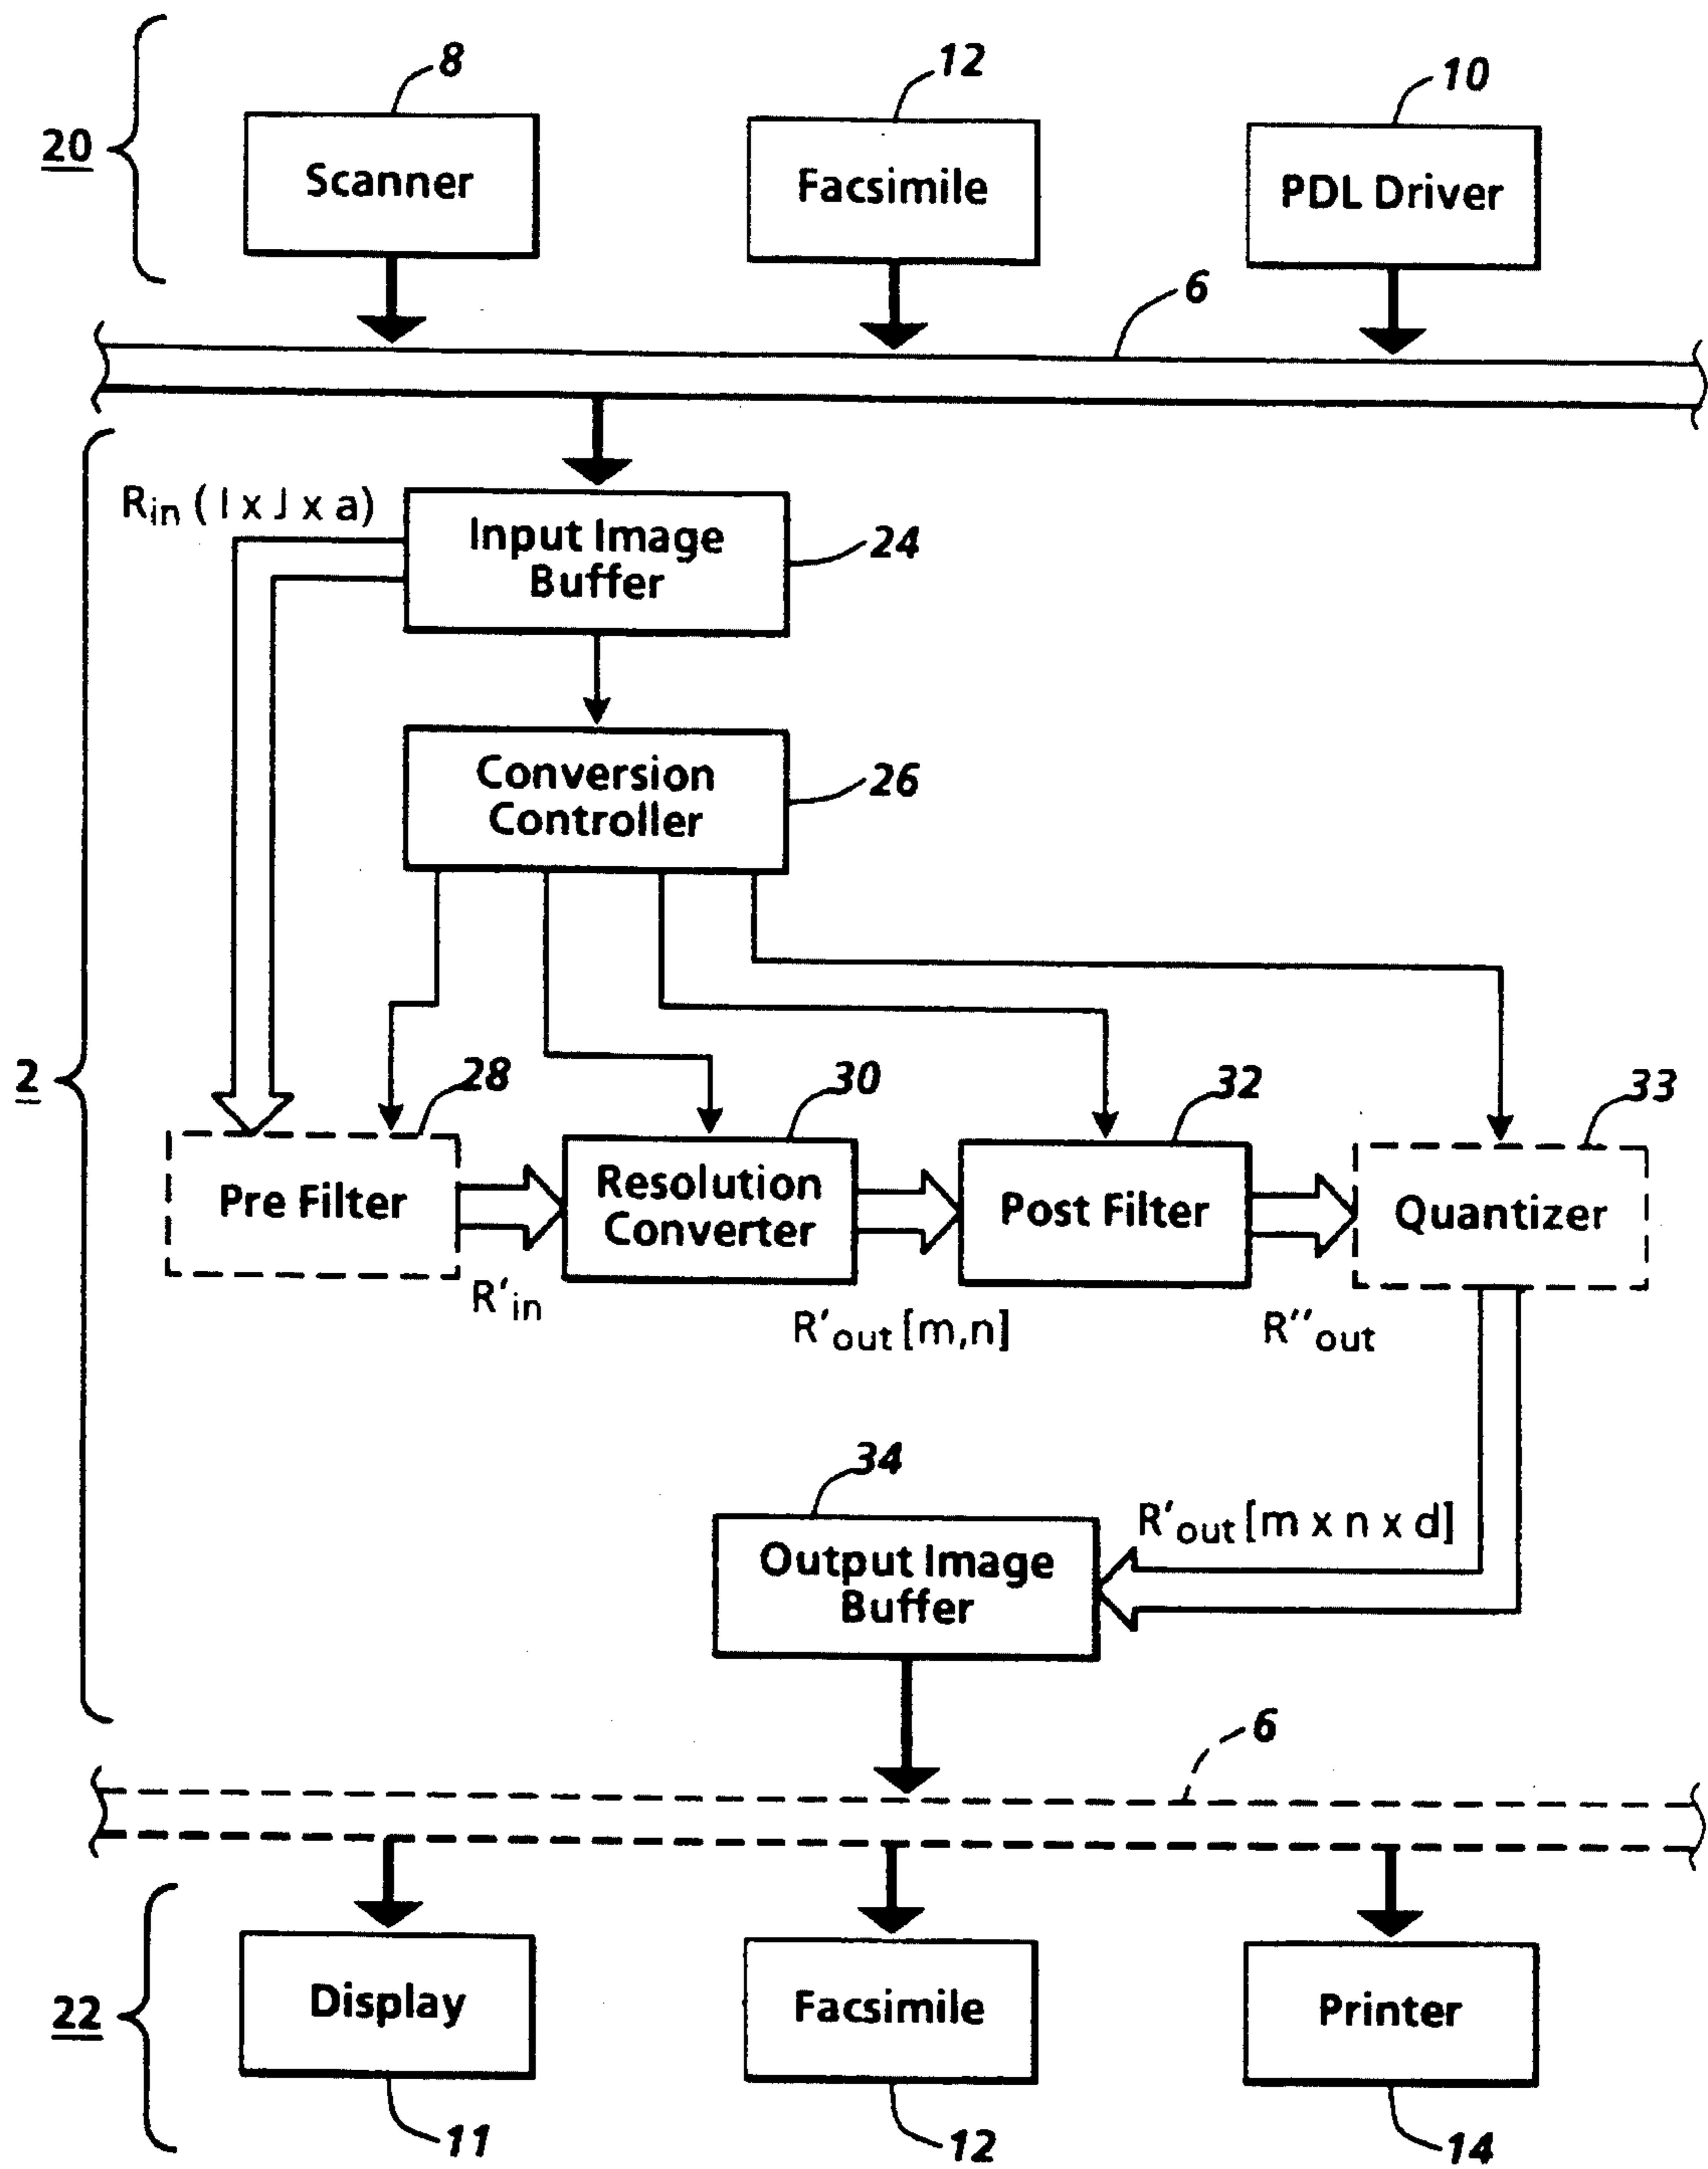 8
12
10
20
Scanner
Facsimile
PDL Driver
6
Rin ( I x J x a)
Input Image
Buffer
24
Conversion
Controller
26
2
28
30
32
33
Pre Filter
Resolution
Converter
Post Filter
Quantizer
R'in
R'out [m,n]
R''out
34
R'out [m x n x d]
Output Image
Buffer
6
22
Display
Facsimile
Printer
11
12
14